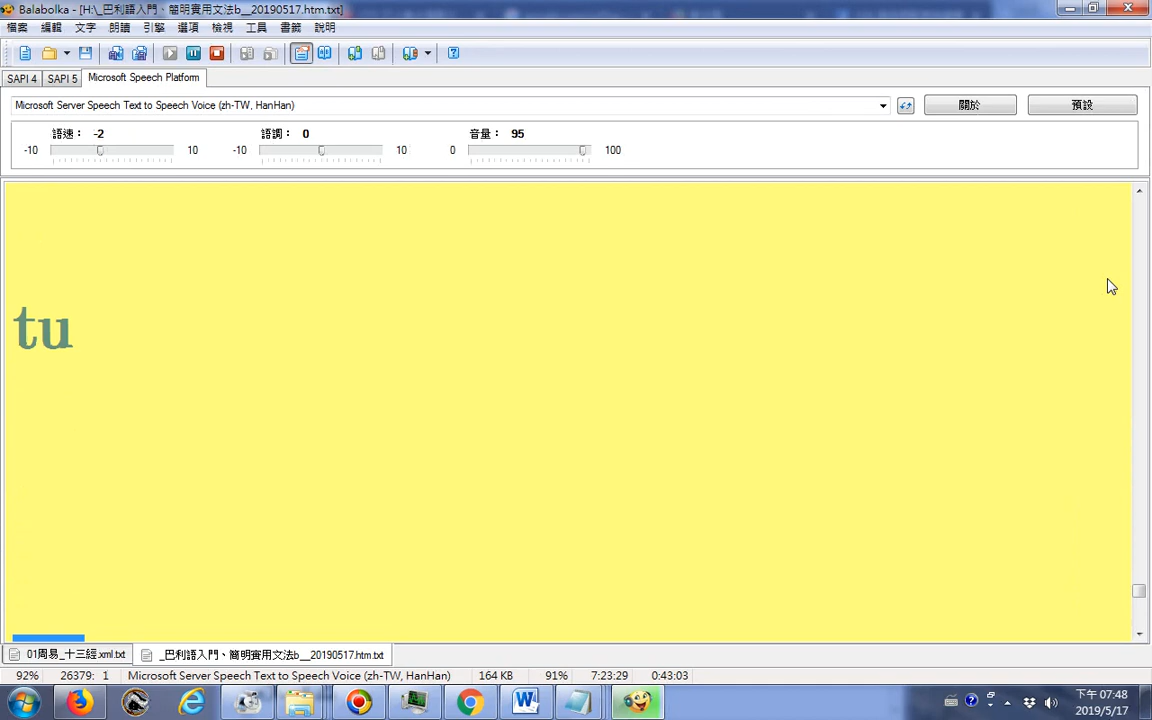 Balabolka - [H:\_巴利語入門、簡明實用文法b__20190517.htm.txt]
檔案 編輯 文字 朗讀 引擎 選項 檢視 工具 書籤 說明
SAPI 4 SAPI 5 Microsoft Speech Platform
Microsoft Server Speech Text to Speech Voice (zh-TW, HanHan) 關於 預設
語速： -2 語調： 0 音量： 95
-10 10 -10 10 0 100
tu
01周易_十三經.xml.txt _巴利語入門、簡明實用文法b__20190517.htm.txt
92% 26379: 1 Microsoft Server Speech Text to Speech Voice (zh-TW, HanHan) 164 KB 91% 7:23:29 0:43:03
下午 07:48
2019/5/17